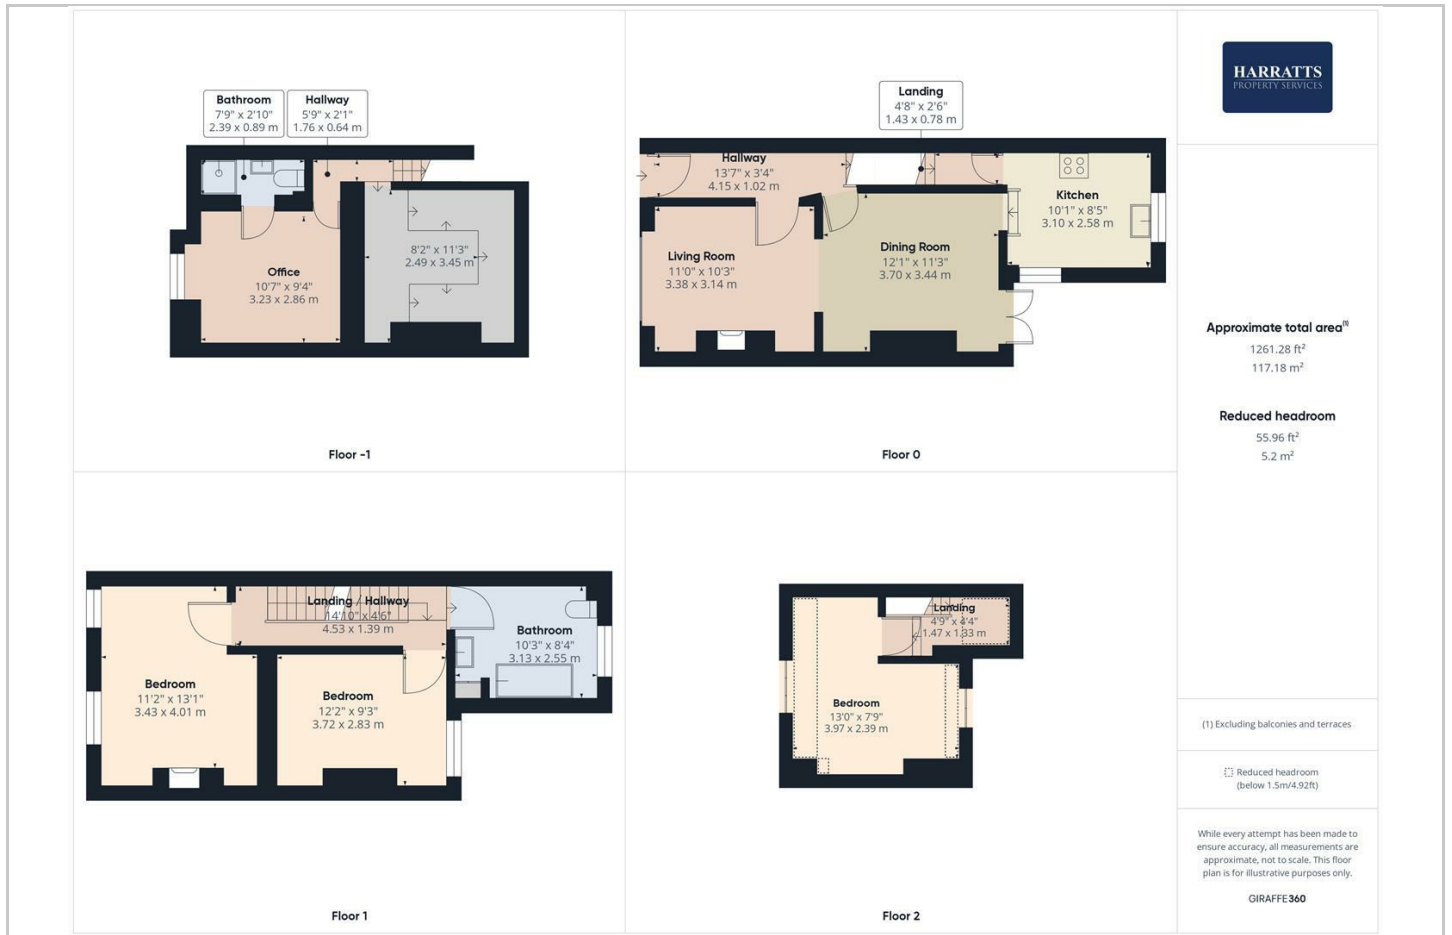 Bathroom
7'9" x 2'10"
2.39 x 0.89 m
Hallway
5'9" x 2'1"
1.76 x 0.64 m
Office
10'7" x 9'4"
3.23 x 2.86 m
8'2" x 11'3"
2.49 x 3.45 m
Floor -1
Landing
4'8" x 2'6"
1.43 x 0.78 m
Hallway
13'7" x 3'4"
4.15 x 1.02 m
Kitchen
10'1" x 8'5"
3.10 x 2.58 m
Living Room
11'0" x 10'3"
3.38 x 3.14 m
Dining Room
12'1" x 11'3"
3.70 x 3.44 m
Floor 0
Landing / Hallway
14'10" x 4'6"
4.53 x 1.39 m
Bathroom
10'3" x 8'4"
3.13 x 2.55 m
Bedroom
11'2" x 13'1"
3.43 x 4.01 m
Bedroom
12'2" x 9'3"
3.72 x 2.83 m
Floor 1
Landing
4'9" x 4'4"
1.47 x 1.33 m
Bedroom
13'0" x 7'9"
3.97 x 2.39 m
Floor 2
HARRATTS
PROPERTY SERVICES
Approximate total area(1)
1261.28 ft²
117.18 m²
Reduced headroom
55.96 ft²
5.2 m²
(1) Excluding balconies and terraces
Reduced headroom
(below 1.5m/4.92ft)
While every attempt has been made to
ensure accuracy, all measurements are
approximate, not to scale. This floor
plan is for illustrative purposes only.
GIRAFFE360